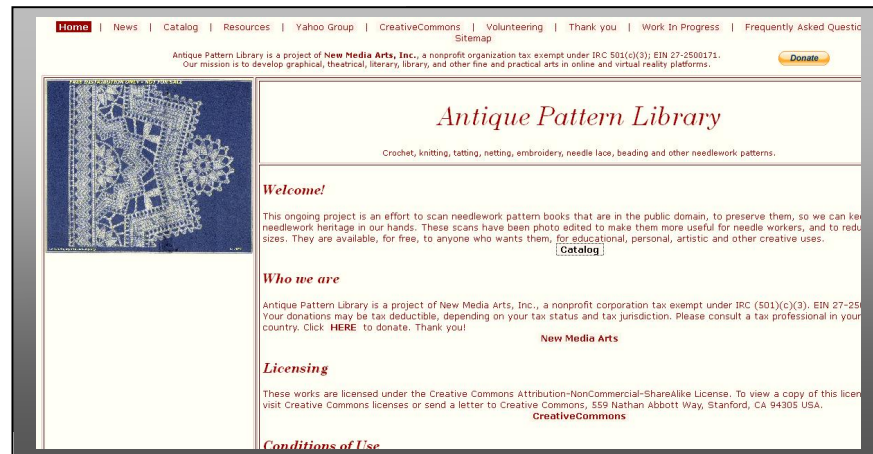 Home | News | Catalog | Resources | Yahoo Group | CreativeCommons | Volunteering | Thank you | Work In Progress | Frequently Asked Questic
Sitemap
Antique Pattern Library is a project of New Media Arts, Inc., a nonprofit organization tax exempt under IRC 501(c)(3); EIN 27-2500171.
Our mission is to develop graphical, theatrical, literary, library, and other fine and practical arts in online and virtual reality platforms.
Donate
FREE DISTRIBUTION ONLY - NOT FOR SALE
Antique Pattern Library
Crochet, knitting, tatting, netting, embroidery, needle lace, beading and other needlework patterns.
Welcome!
This ongoing project is an effort to scan needlework pattern books that are in the public domain, to preserve them, so we can kee
needlework heritage in our hands. These scans have been photo edited to make them more useful for needle workers, and to redu
sizes. They are available, for free, to anyone who wants them, for educational, personal, artistic and other creative uses.
Catalog
Who we are
Antique Pattern Library is a project of New Media Arts, Inc., a nonprofit corporation tax exempt under IRC (501)(c)(3). EIN 27-250
Your donations may be tax deductible, depending on your tax status and tax jurisdiction. Please consult a tax professional in your
country. Click HERE to donate. Thank you!
New Media Arts
Licensing
These works are licensed under the Creative Commons Attribution-NonCommercial-ShareAlike License. To view a copy of this licen
visit Creative Commons licenses or send a letter to Creative Commons, 559 Nathan Abbott Way, Stanford, CA 94305 USA.
CreativeCommons
Conditions of Use